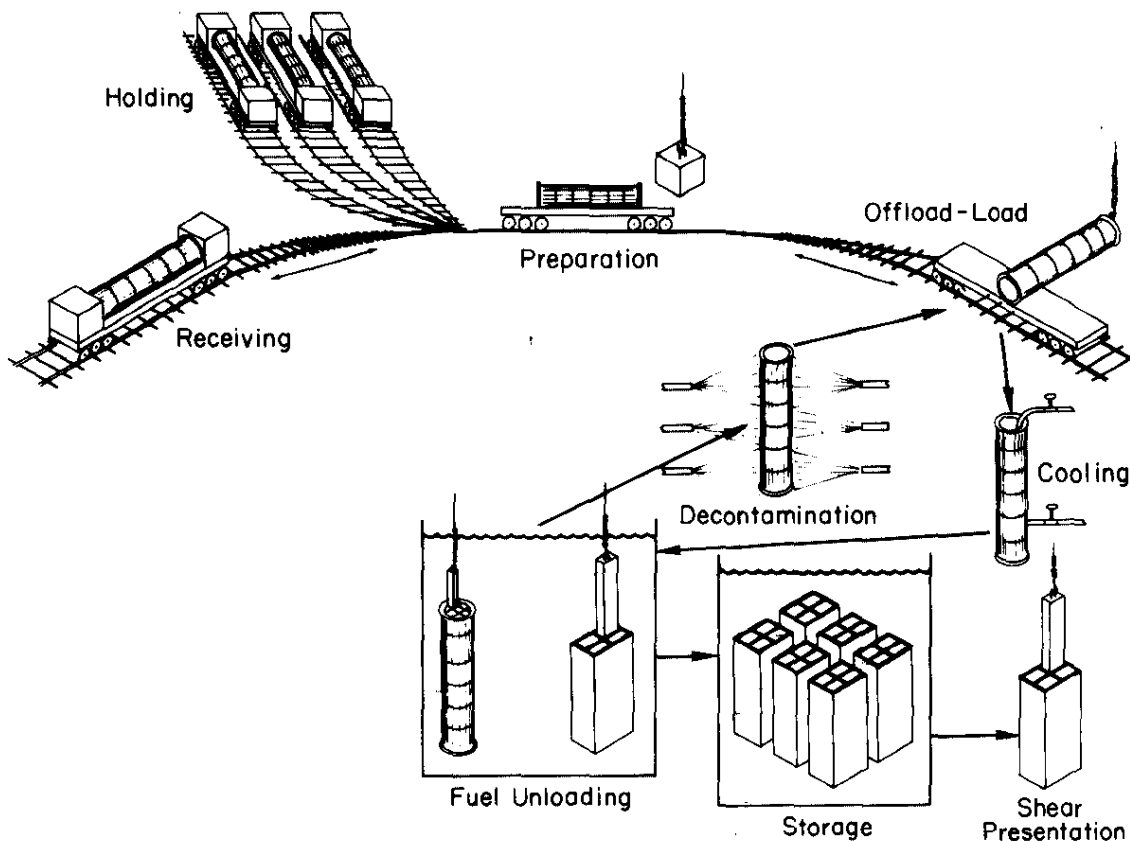 Holding
Offload-Load
Preparation
Receiving
Cooling
Decontamination
Fuel Unloading
Storage
Shear
Presentation